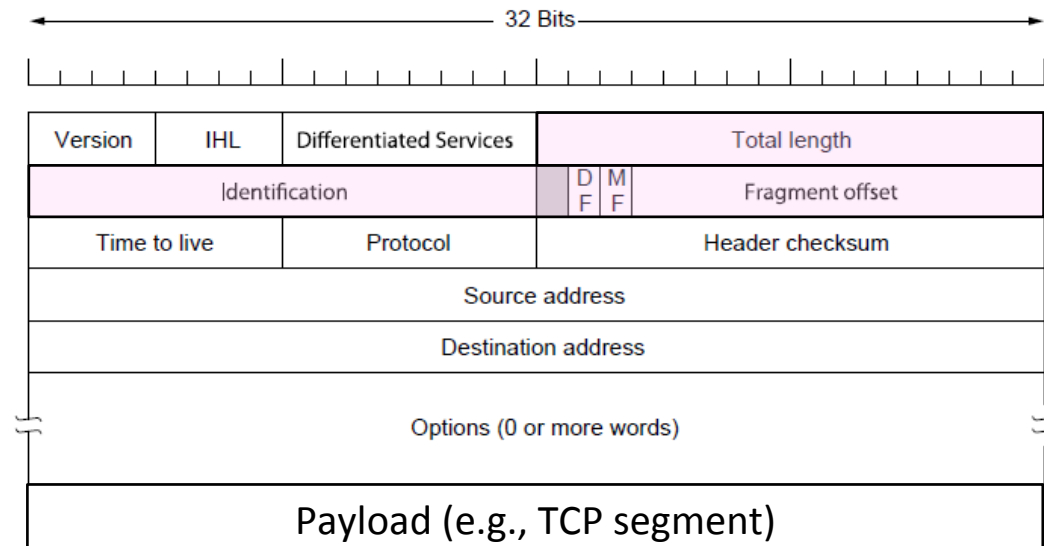 32 Bits
Version IHL Differentiated Services Total length
Identification D F M F Fragment offset
Time to live Protocol Header checksum
Source address
Destination address
Options (0 or more words)
Payload (e.g., TCP segment)